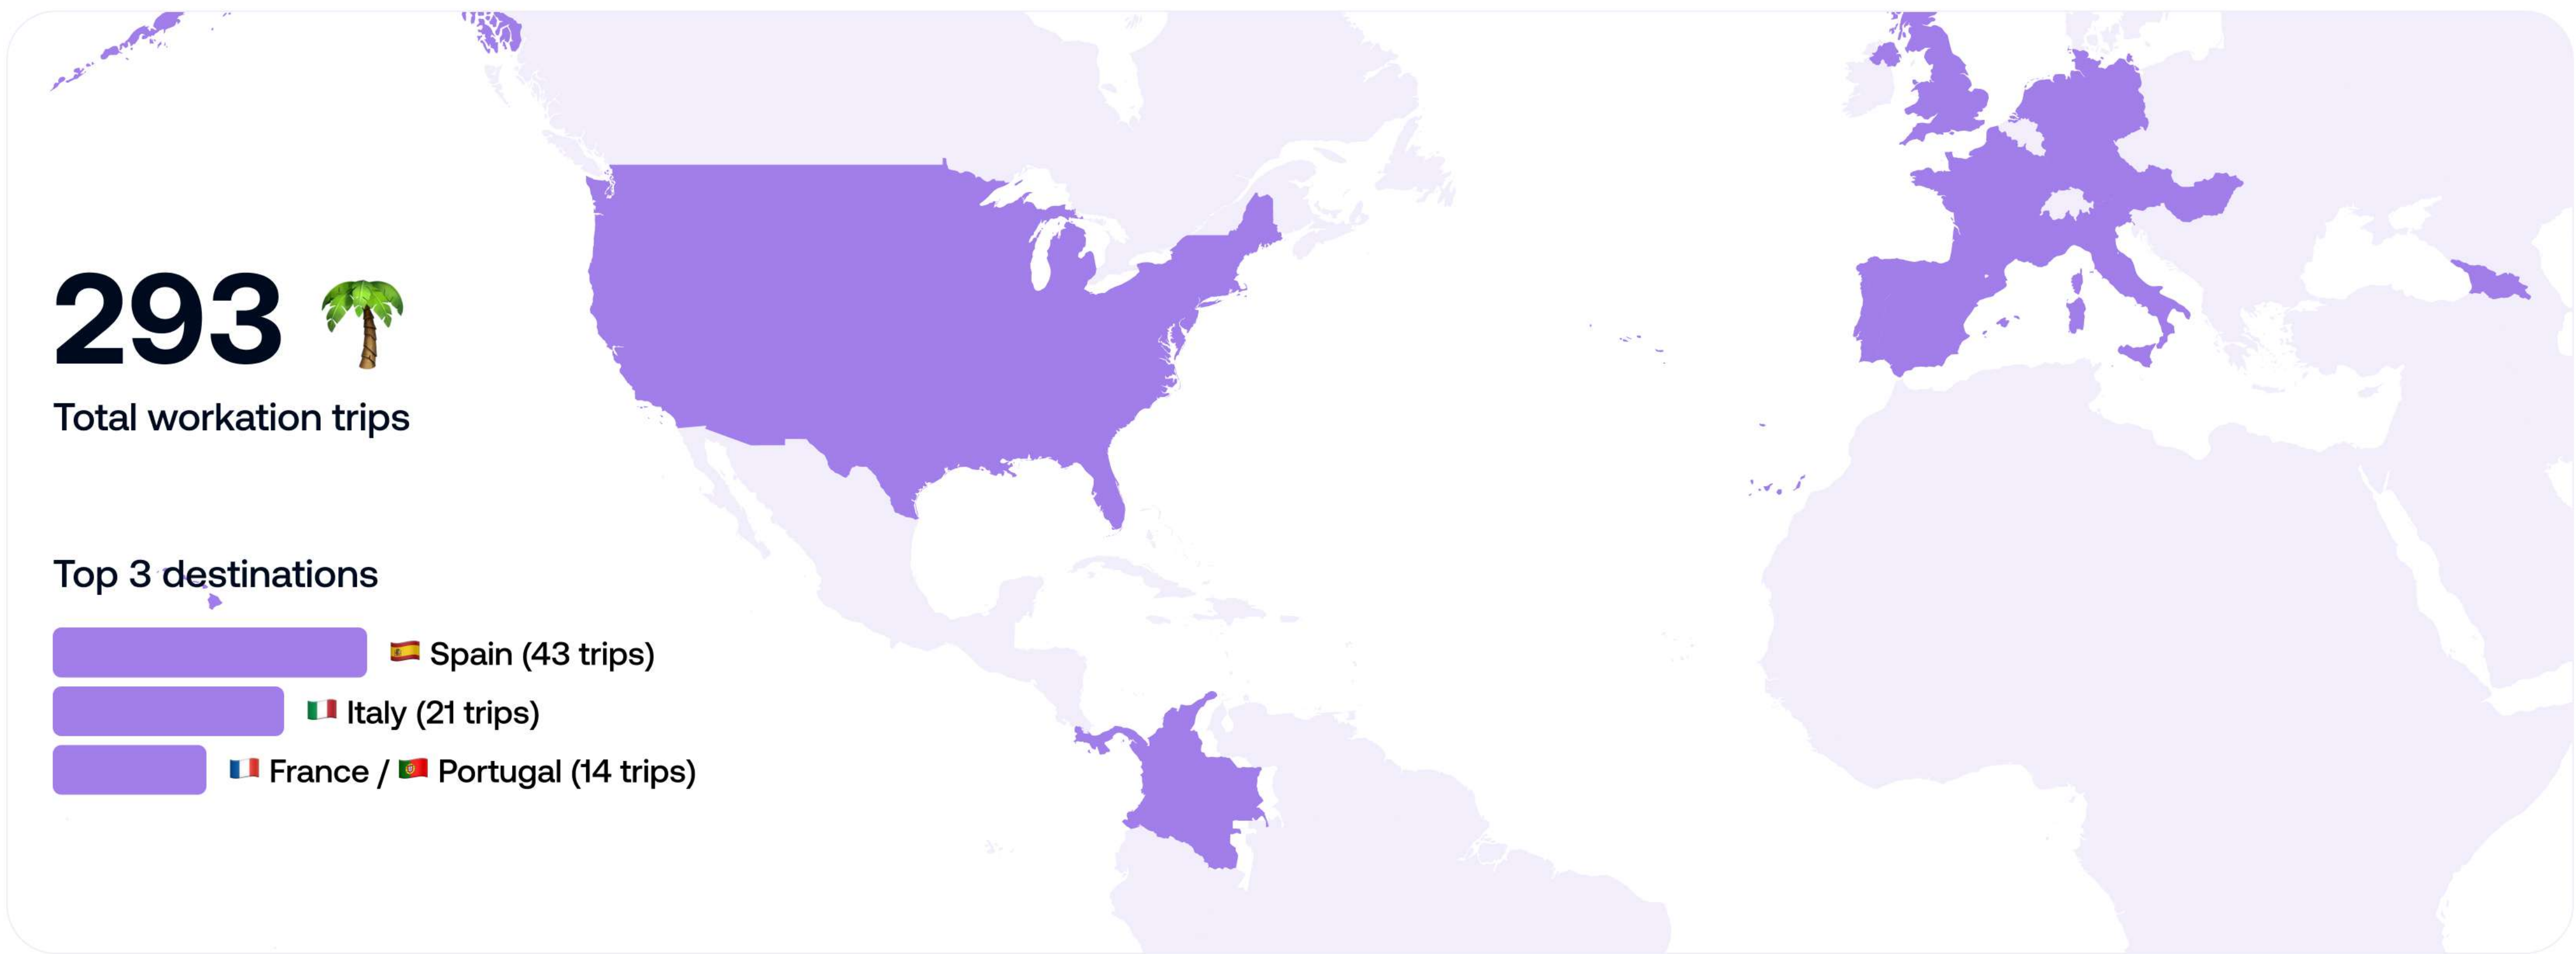 293 🌴
Total workation trips
Top 3 destinations
🇪🇸 Spain (43 trips)
🇮🇹 Italy (21 trips)
🇫🇷 France / 🇵🇹 Portugal (14 trips)